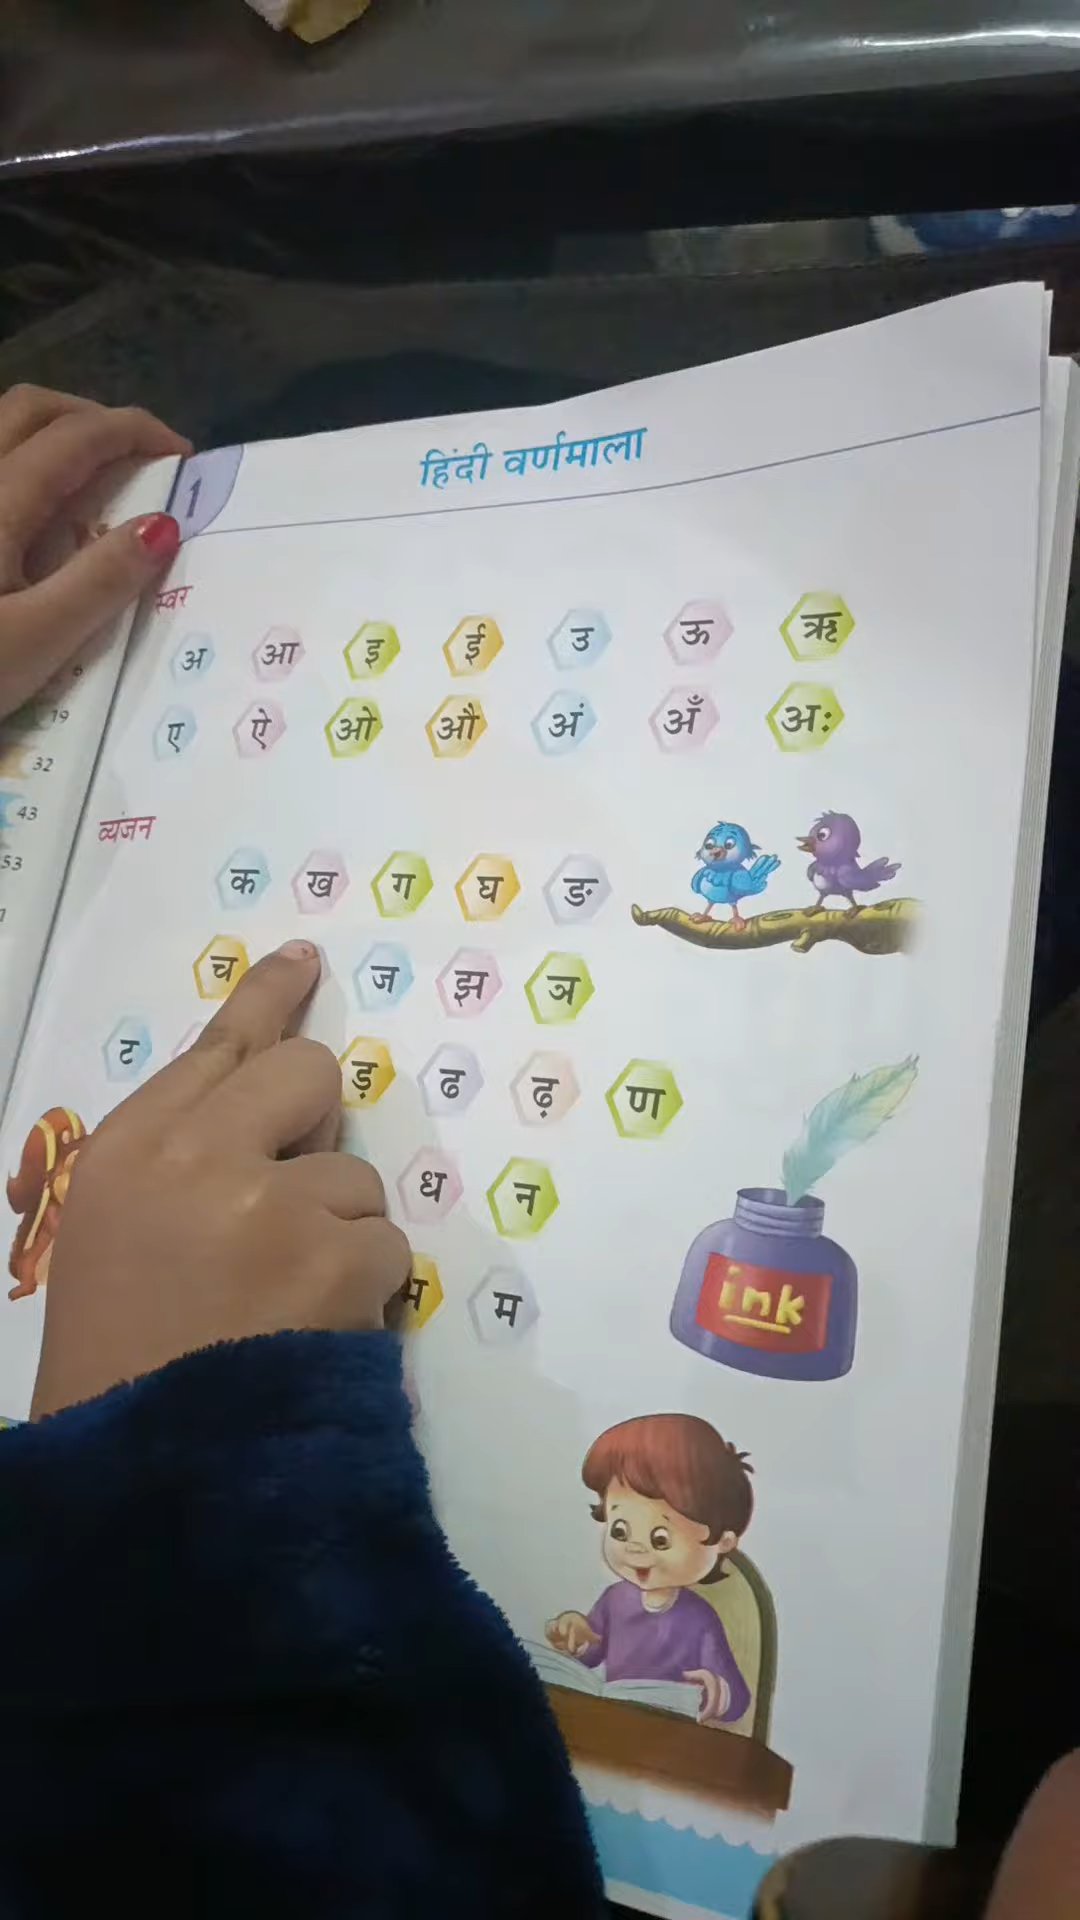 1
हिंदी वर्णमाला
स्वर
अ आ इ ई उ ऊ ऋ
ए ऐ ओ औ अं अँ अः
व्यंजन
क ख ग घ ङ
च ज झ ञ
ट ड़ ढ ढ़ ण
ध न
भ म
ink
19
32
43
53